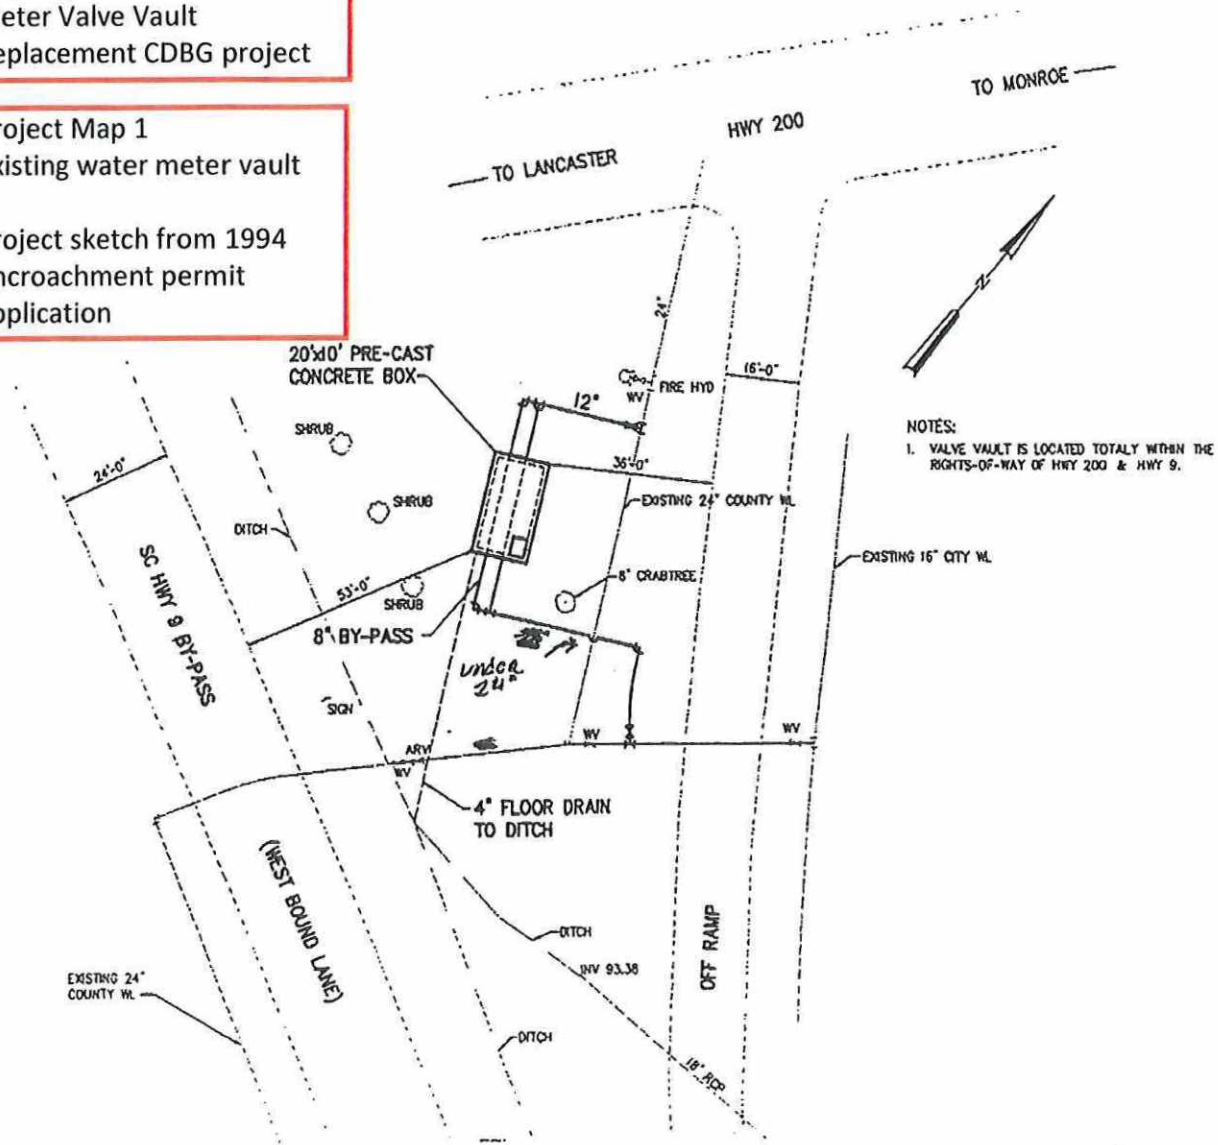 eter Valve Vault
eplacement CDBG project
roject Map 1
xisting water meter vault
roject sketch from 1994
ncroachment permit
pplication
TO MONROE
HWY 200
TO LANCASTER
24"
20'x10' PRE-CAST
CONCRETE BOX
16'-0"
FIRE HYD
WV
12"
NOTES:
1. VALVE VAULT IS LOCATED TOTALY WITHIN THE
RIGHTS-OF-WAY OF HWY 200 & HWY 9.
SHRUB
24'-0"
36'-0"
SHRUB
EXISTING 24" COUNTY WL
DITCH
EXISTING 16" CITY WL
SC HWY 9 BY-PASS
8" CRABTREE
53'-0"
SHRUB
8" BY-PASS
under
24"
SIGN
WV
WV
ARV
WV
4" FLOOR DRAIN
TO DITCH
(WEST BOUND LANE)
DITCH
OFF RAMP
INV 93.38
EXISTING 24"
COUNTY WL
DITCH
18" RCP
N